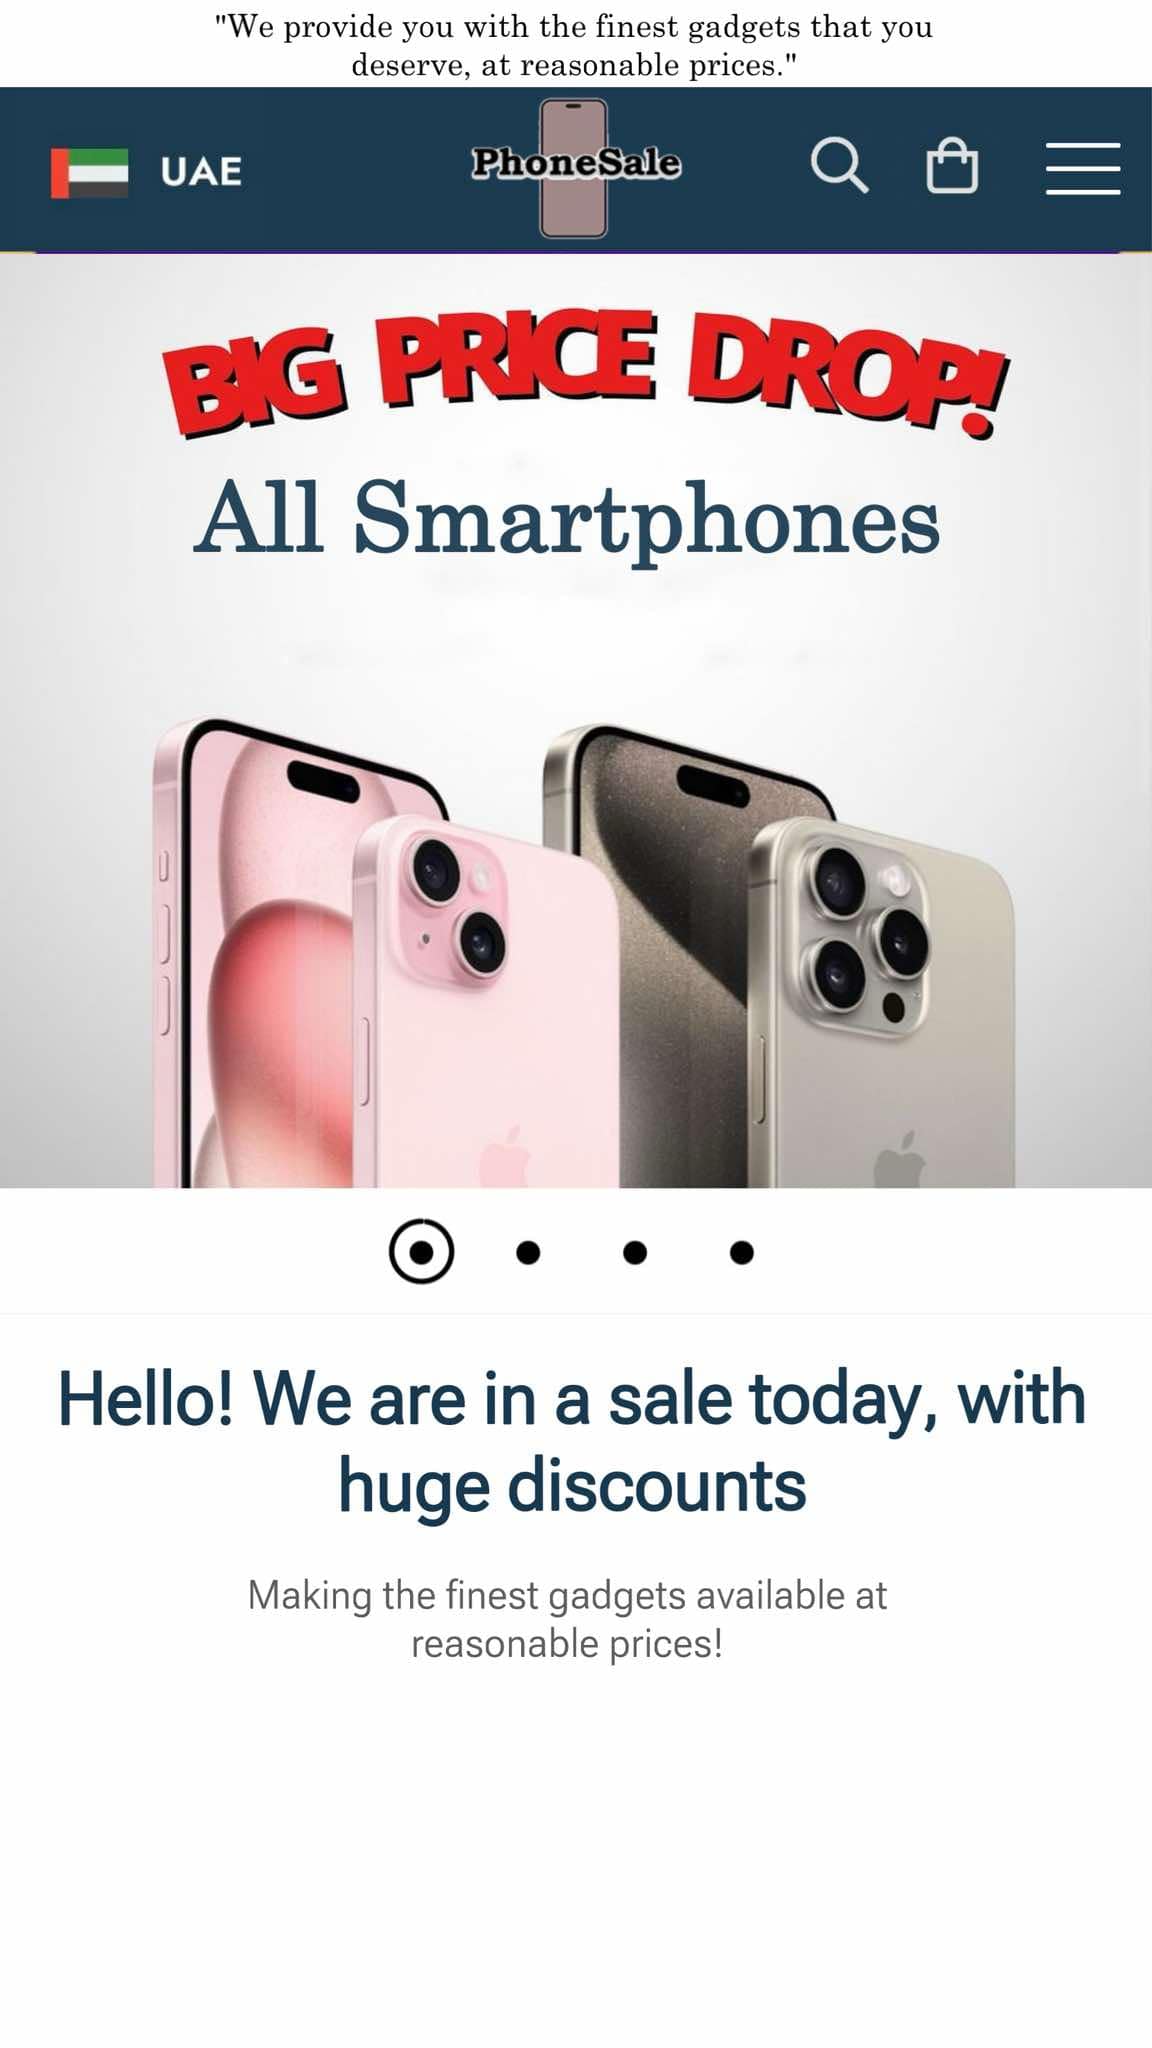 "We provide you with the finest gadgets that you
deserve, at reasonable prices."
UAE
PhoneSale
BIG PRICE DROP!
All Smartphones
Hello! We are in a sale today, with
huge discounts
Making the finest gadgets available at
reasonable prices!